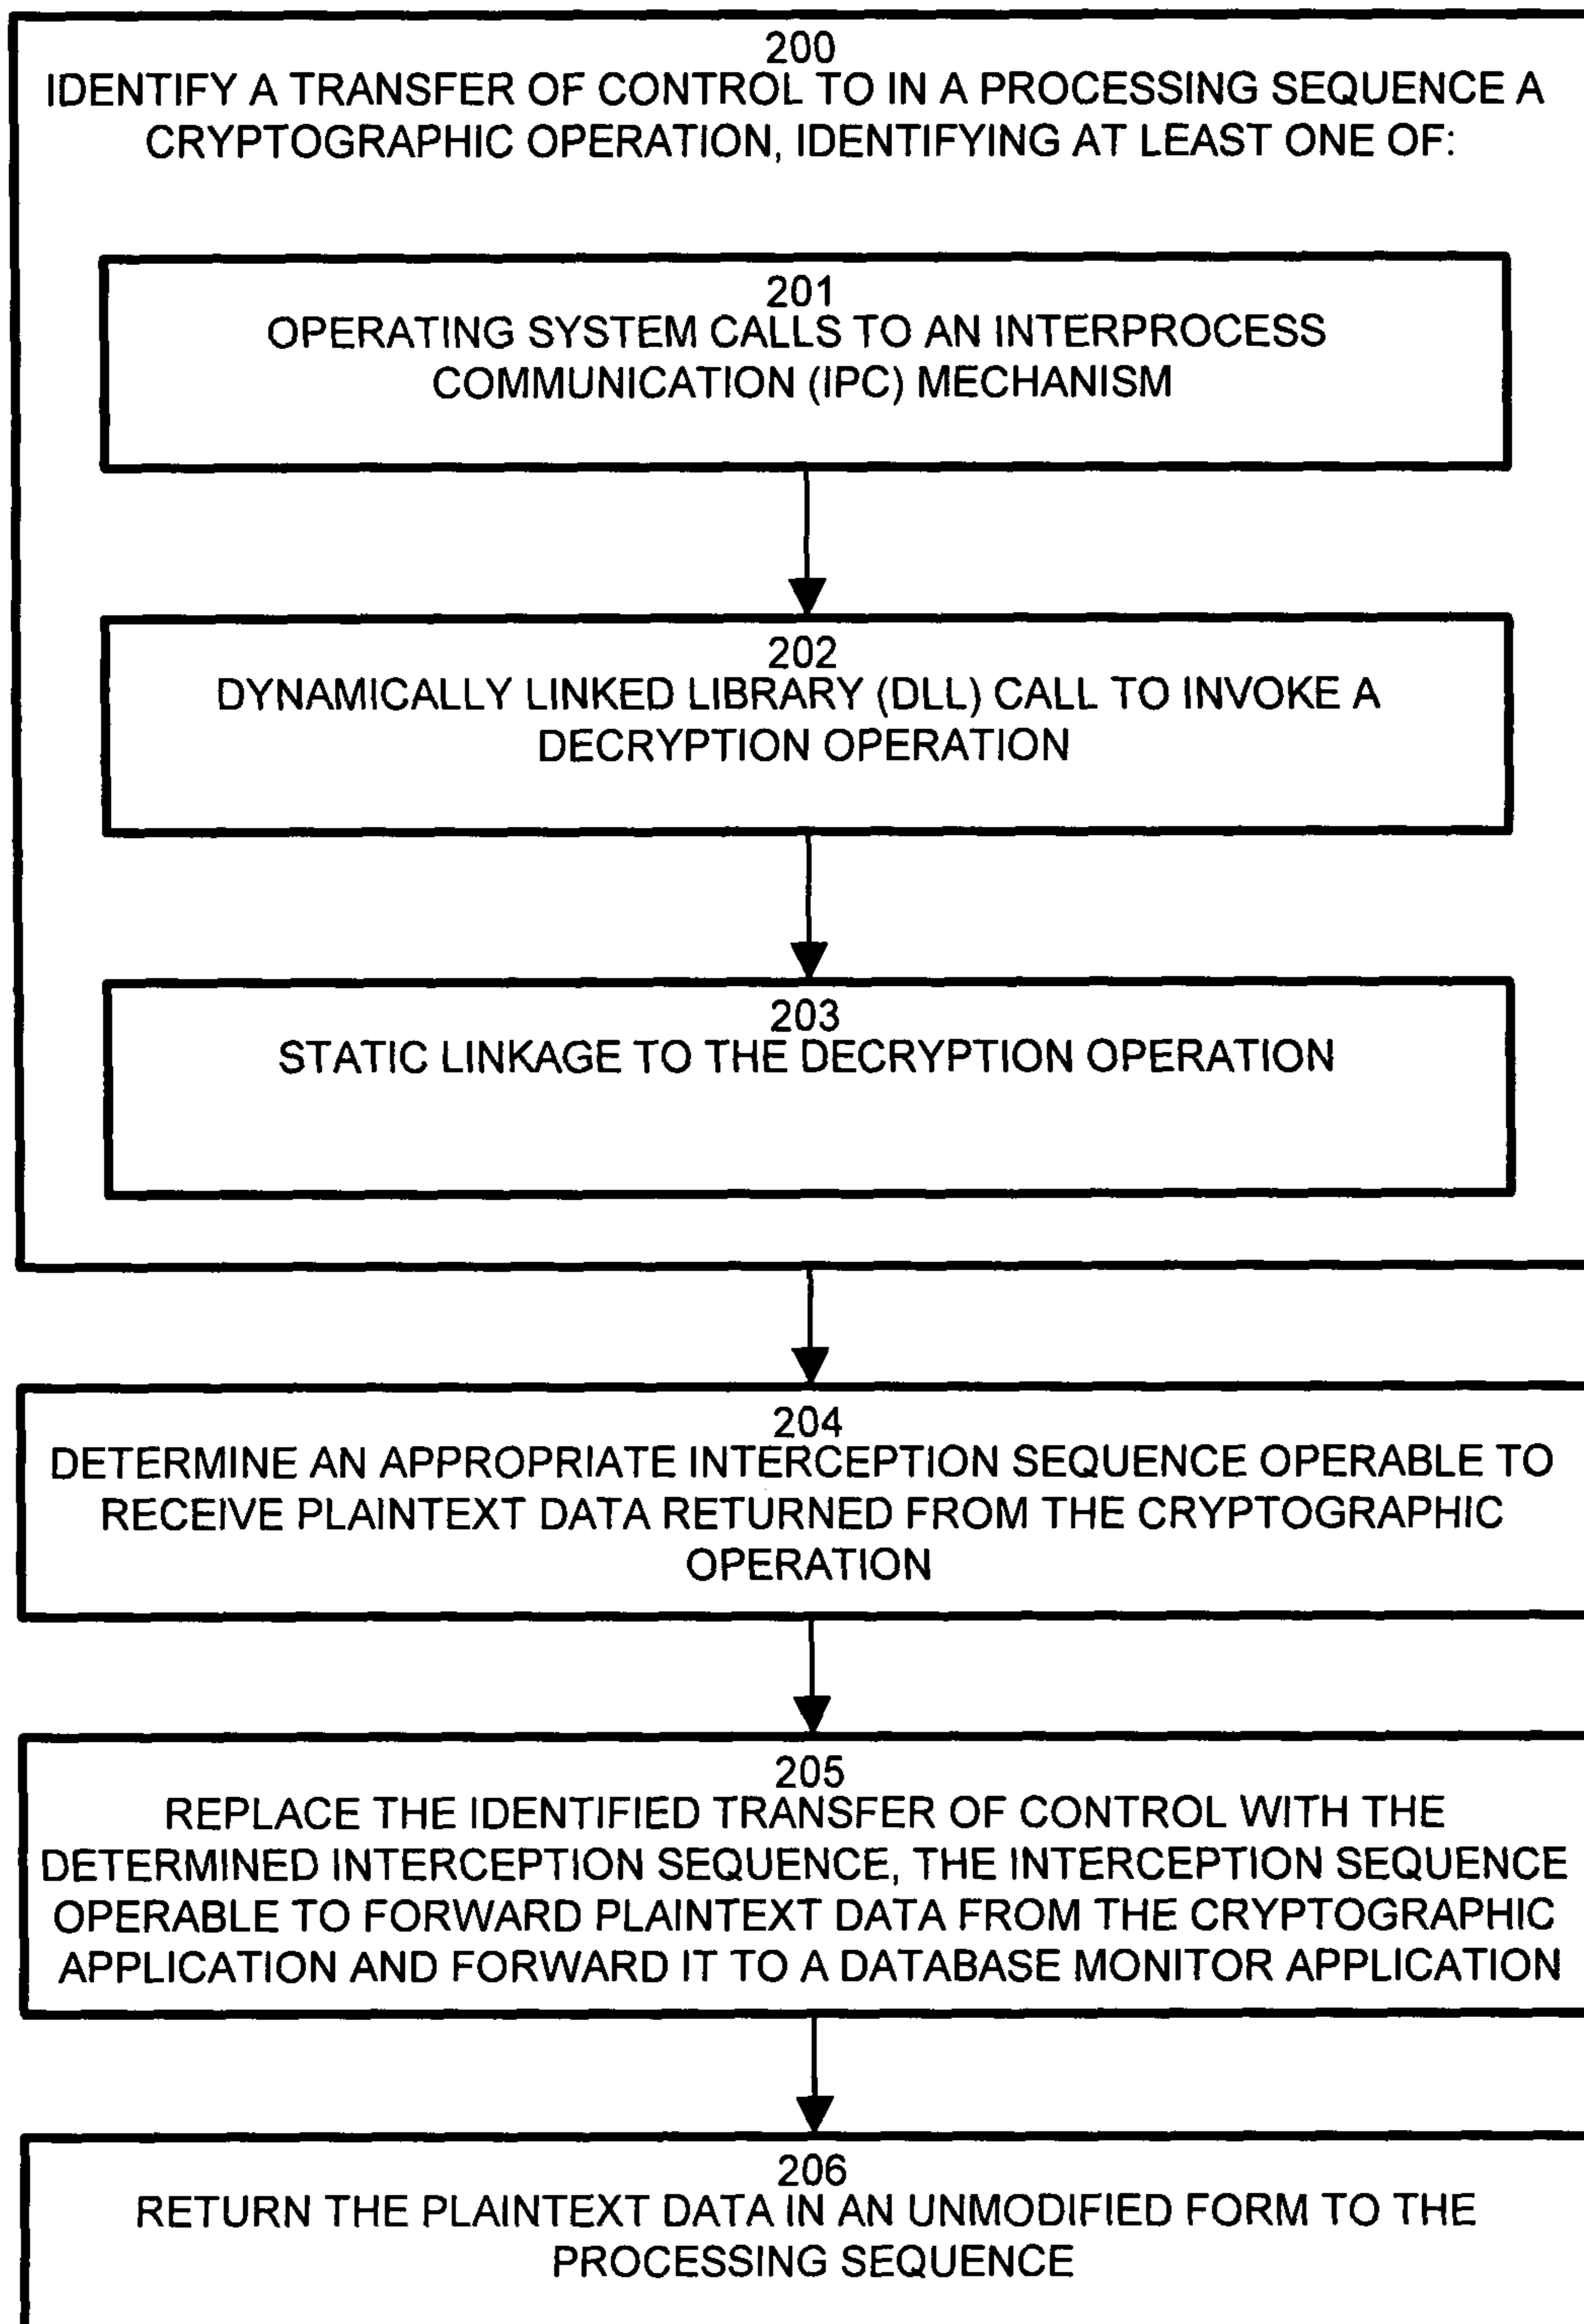 200
IDENTIFY A TRANSFER OF CONTROL TO IN A PROCESSING SEQUENCE A
CRYPTOGRAPHIC OPERATION, IDENTIFYING AT LEAST ONE OF:
201
OPERATING SYSTEM CALLS TO AN INTERPROCESS
COMMUNICATION (IPC) MECHANISM
202
DYNAMICALLY LINKED LIBRARY (DLL) CALL TO INVOKE A
DECRYPTION OPERATION
203
STATIC LINKAGE TO THE DECRYPTION OPERATION
204
DETERMINE AN APPROPRIATE INTERCEPTION SEQUENCE OPERABLE TO
RECEIVE PLAINTEXT DATA RETURNED FROM THE CRYPTOGRAPHIC
OPERATION
205
REPLACE THE IDENTIFIED TRANSFER OF CONTROL WITH THE
DETERMINED INTERCEPTION SEQUENCE, THE INTERCEPTION SEQUENCE
OPERABLE TO FORWARD PLAINTEXT DATA FROM THE CRYPTOGRAPHIC
APPLICATION AND FORWARD IT TO A DATABASE MONITOR APPLICATION
206
RETURN THE PLAINTEXT DATA IN AN UNMODIFIED FORM TO THE
PROCESSING SEQUENCE